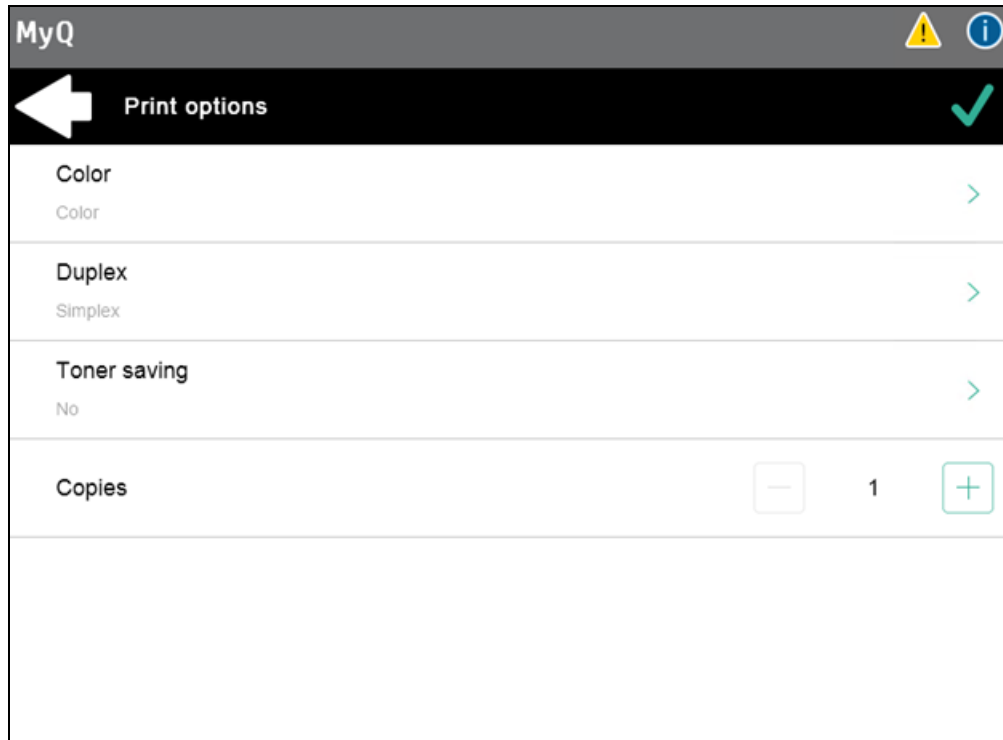 MyQ
Print options
Color
Color
Duplex
Simplex
Toner saving
No
Copies 1